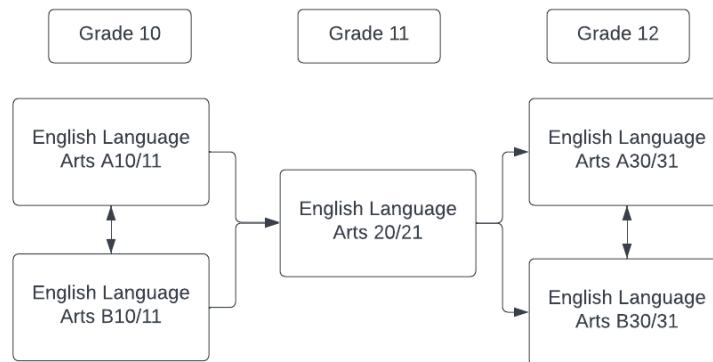 Grade 10
Grade 11
Grade 12
English Language
Arts A10/11
English Language
Arts A30/31
English Language
Arts 20/21
English Language
Arts B10/11
English Language
Arts B30/31